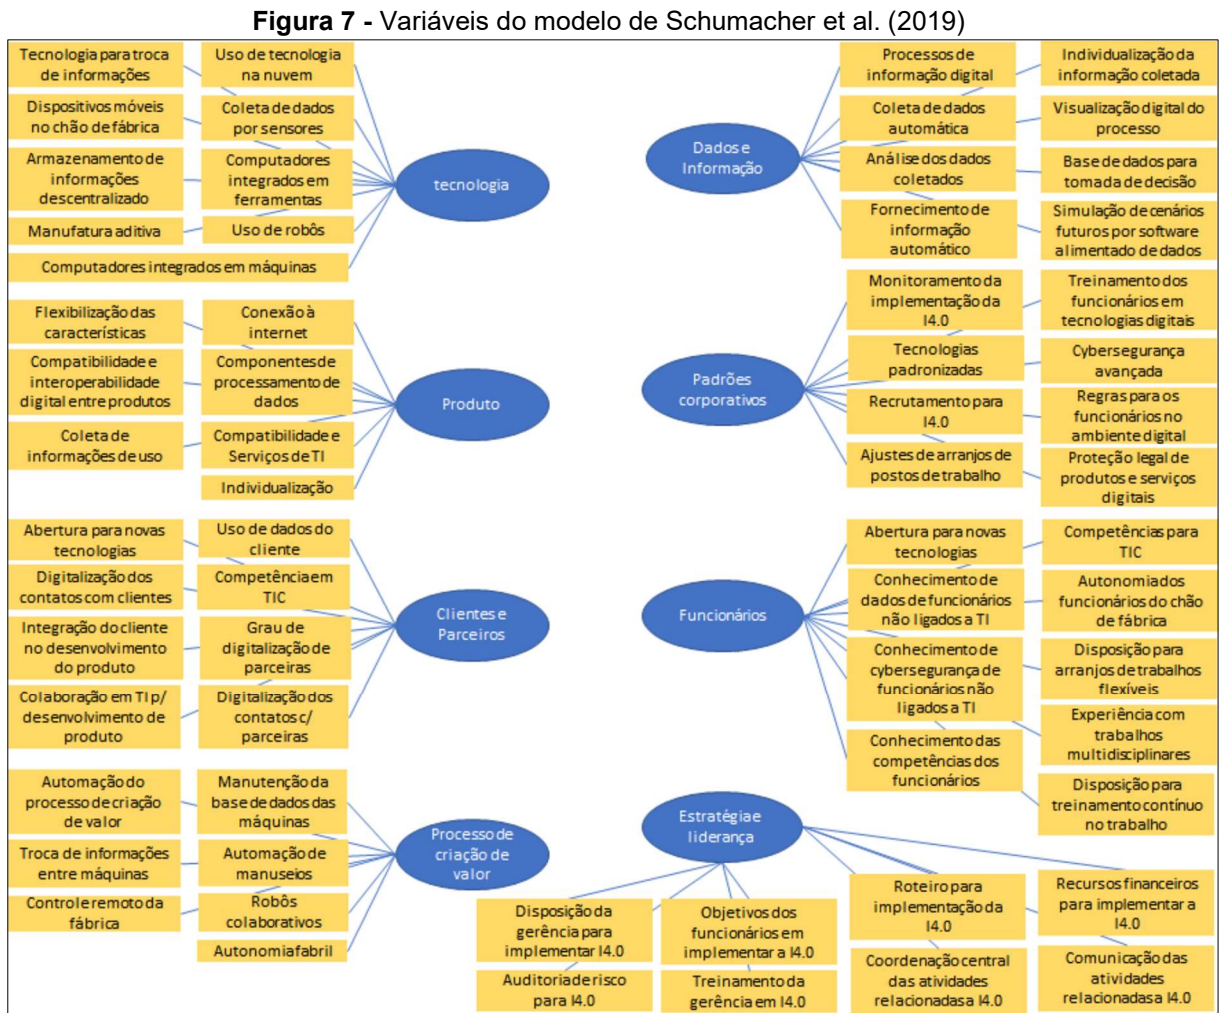 Figura 7 - Variáveis do modelo de Schumacher et al. (2019)
Tecnologia para troca
de informações
Uso de tecnologia
na nuvem
Dispositivos móveis
no chão de fábrica
Coleta de dados
por sensores
Armazenamento de
informações
descentralizado
Computadores
integrados em
ferramentas
Manufatura aditiva
Uso de robôs
Computadores integrados em máquinas
tecnologia
Processos de
informação digital
Individualização da
informação coletada
Coleta de dados
automática
Visualização digital do
processo
Análise dos dados
coletados
Base de dados para
tomada de decisão
Fornecimento de
informação
automático
Simulação de cenários
futuros por software
alimentado de dados
Dados e
Informação
Flexibilização das
características
Conexão à
internet
Compatibilidade e
interoperabilidade
digital entre produtos
Componentes de
processamento de
dados
Coleta de
informações de uso
Compatibilidade e
Serviços de TI
Individualização
Produto
Monitoramento da
implementação da
I4.0
Treinamento dos
funcionários em
tecnologias digitais
Tecnologias
padronizadas
Cybersegurança
avançada
Recrutamento para
I4.0
Regras para os
funcionários no
ambiente digital
Ajustes de arranjos de
postos de trabalho
Proteção legal de
produtos e serviços
digitais
Padrões
corporativos
Abertura para novas
tecnologias
Uso de dados do
cliente
Digitalização dos
contatos com clientes
Competência em
TIC
Integração do cliente
no desenvolvimento
do produto
Grau de
digitalização de
parceiras
Colaboração em TI p/
desenvolvimento de
produto
Digitalização dos
contatos c/
parceiras
Clientes e
Parceiros
Abertura para novas
tecnologias
Competências para
TIC
Conhecimento de
dados de funcionários
não ligados a TI
Autonomia dos
funcionários do chão
de fábrica
Conhecimento de
cybersegurança de
funcionários não
ligados a TI
Disposição para
arranjos de trabalhos
flexíveis
Experiência com
trabalhos
multidisciplinares
Conhecimento das
competências dos
funcionários
Disposição para
treinamento contínuo
no trabalho
Funcionários
Automação do
processo de criação
de valor
Manutenção da
base de dados das
máquinas
Troca de informações
entre máquinas
Automação de
manuseios
Controle remoto da
fábrica
Robôs
colaborativos
Autonomia fabril
Processo de
criação de
valor
Estratégia e
liderança
Disposição da
gerência para
implementar I4.0
Objetivos dos
funcionários em
implementar a I4.0
Roteiro para
implementação da
I4.0
Recursos financeiros
para implementar a
I4.0
Auditoria de risco
para I4.0
Treinamento da
gerência em I4.0
Coordenação central
das atividades
relacionadas a I4.0
Comunicação das
atividades
relacionadas a I4.0